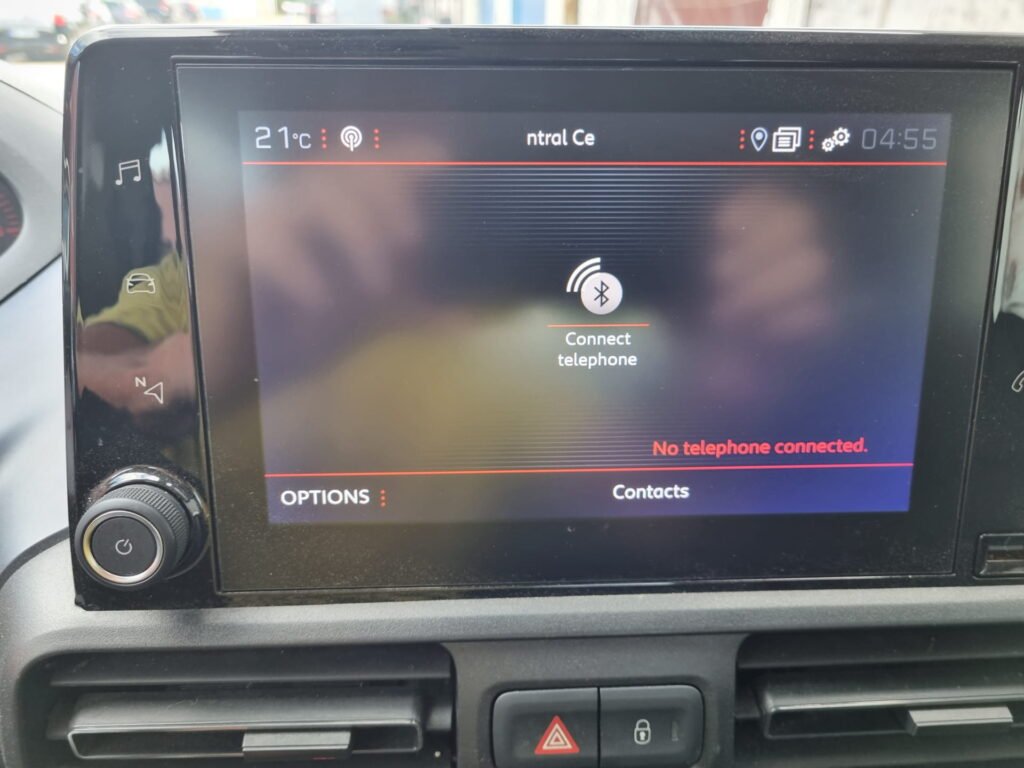 21°C
ntral Ce
04:55
Connect
telephone
N
No telephone connected.
OPTIONS
Contacts